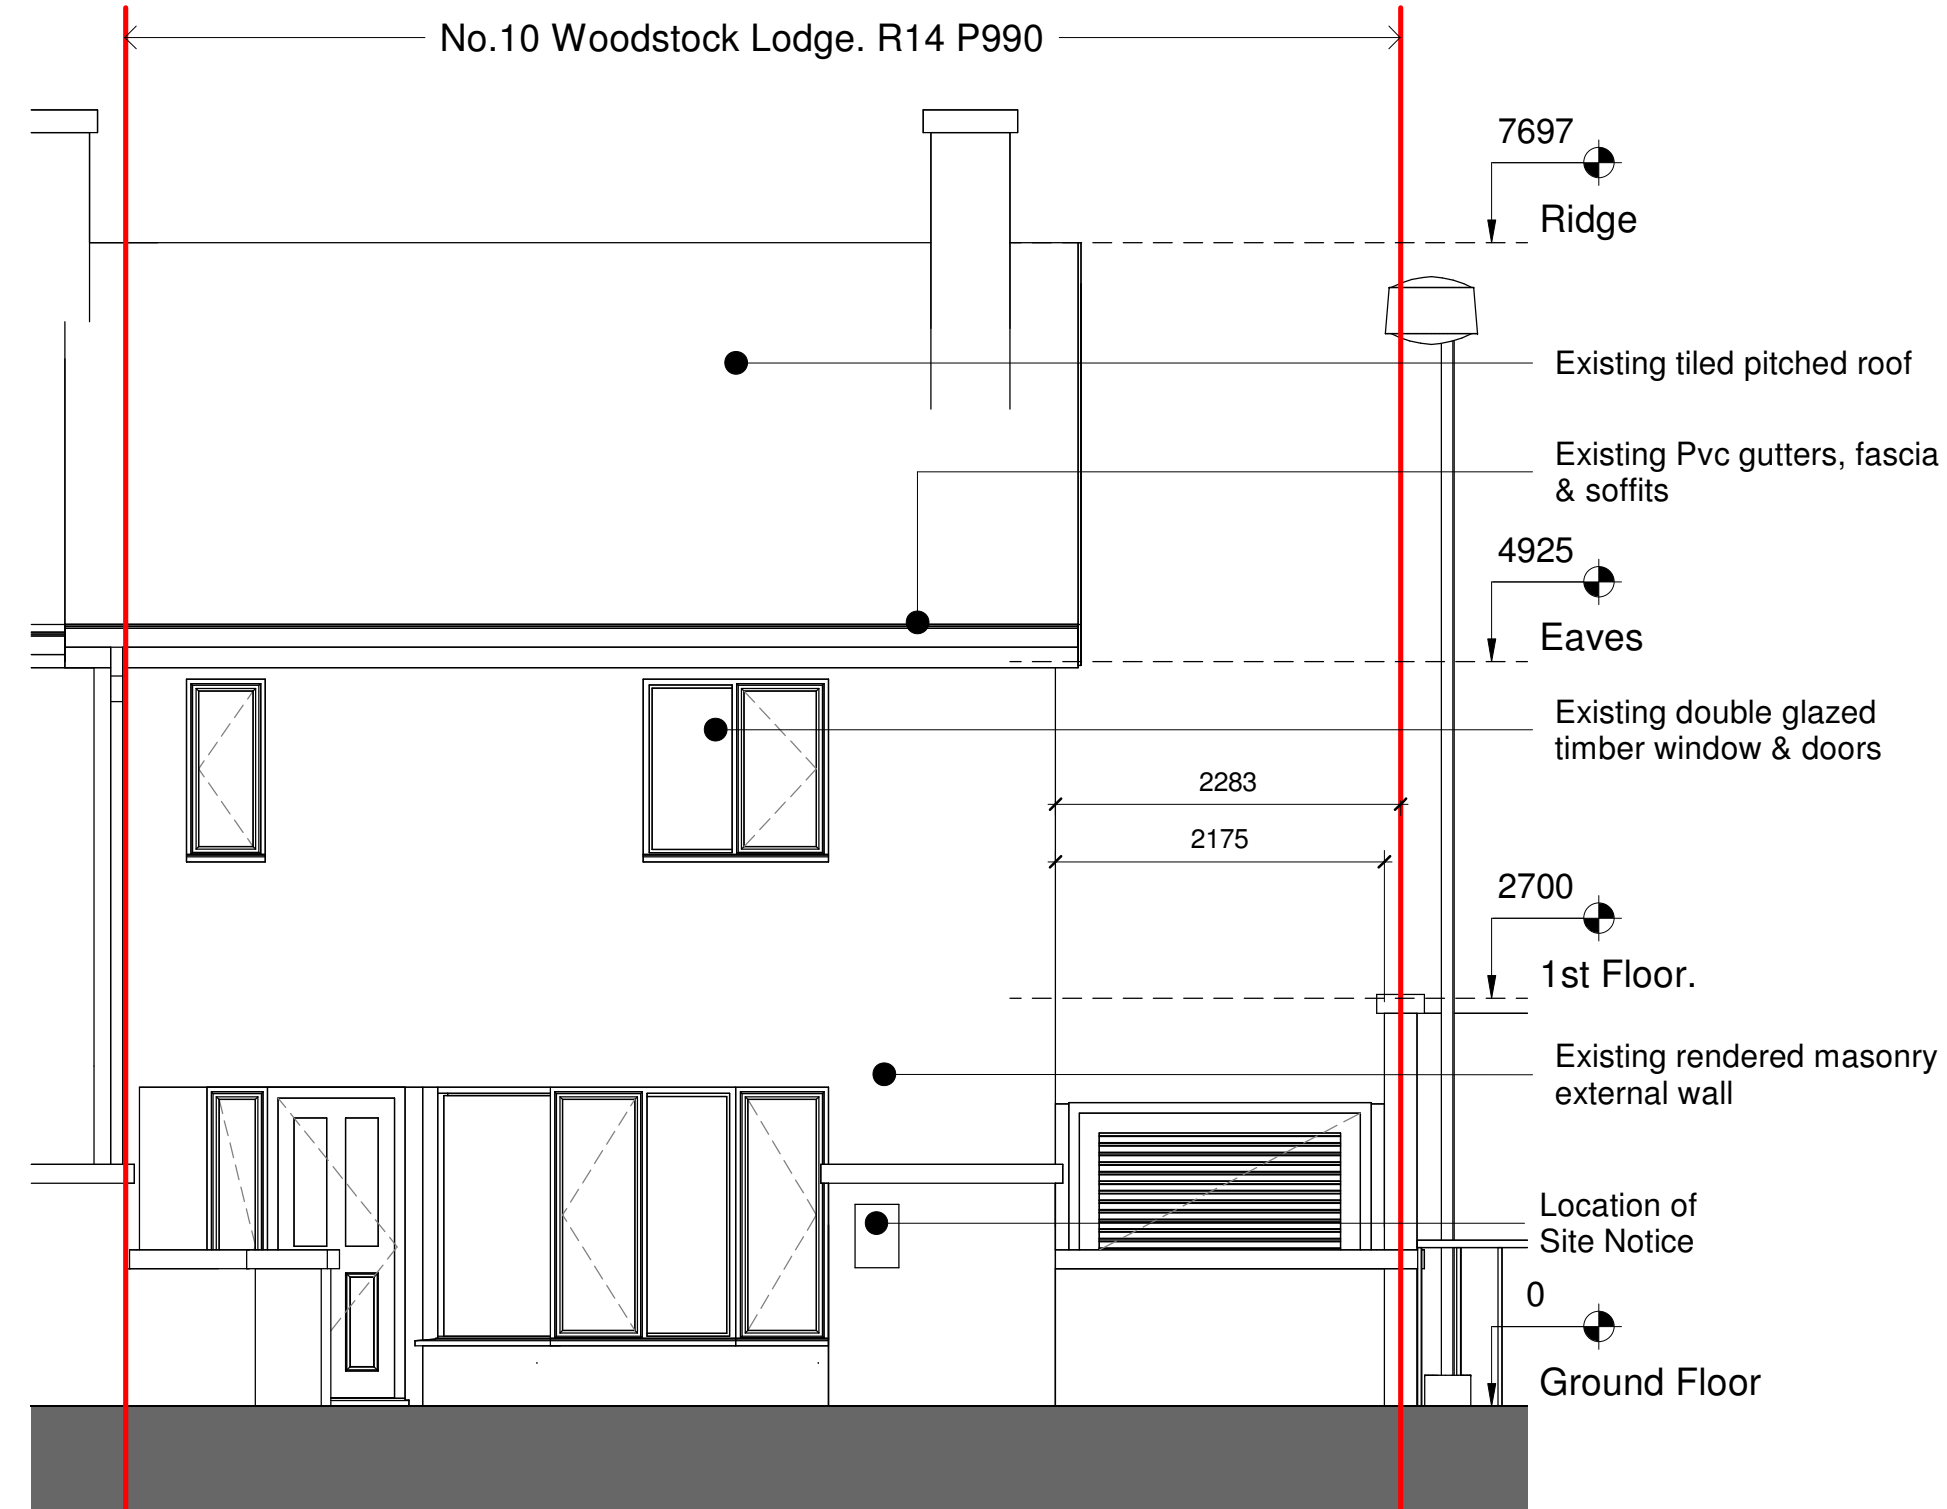 No.10 Woodstock Lodge. R14 P990
7697
Ridge
Existing tiled pitched roof
Existing Pvc gutters, fascia
& soffits
4925
Eaves
Existing double glazed
timber window & doors
2283
2175
2700
1st Floor.
Existing rendered masonry
external wall
Location of
Site Notice
0
Ground Floor